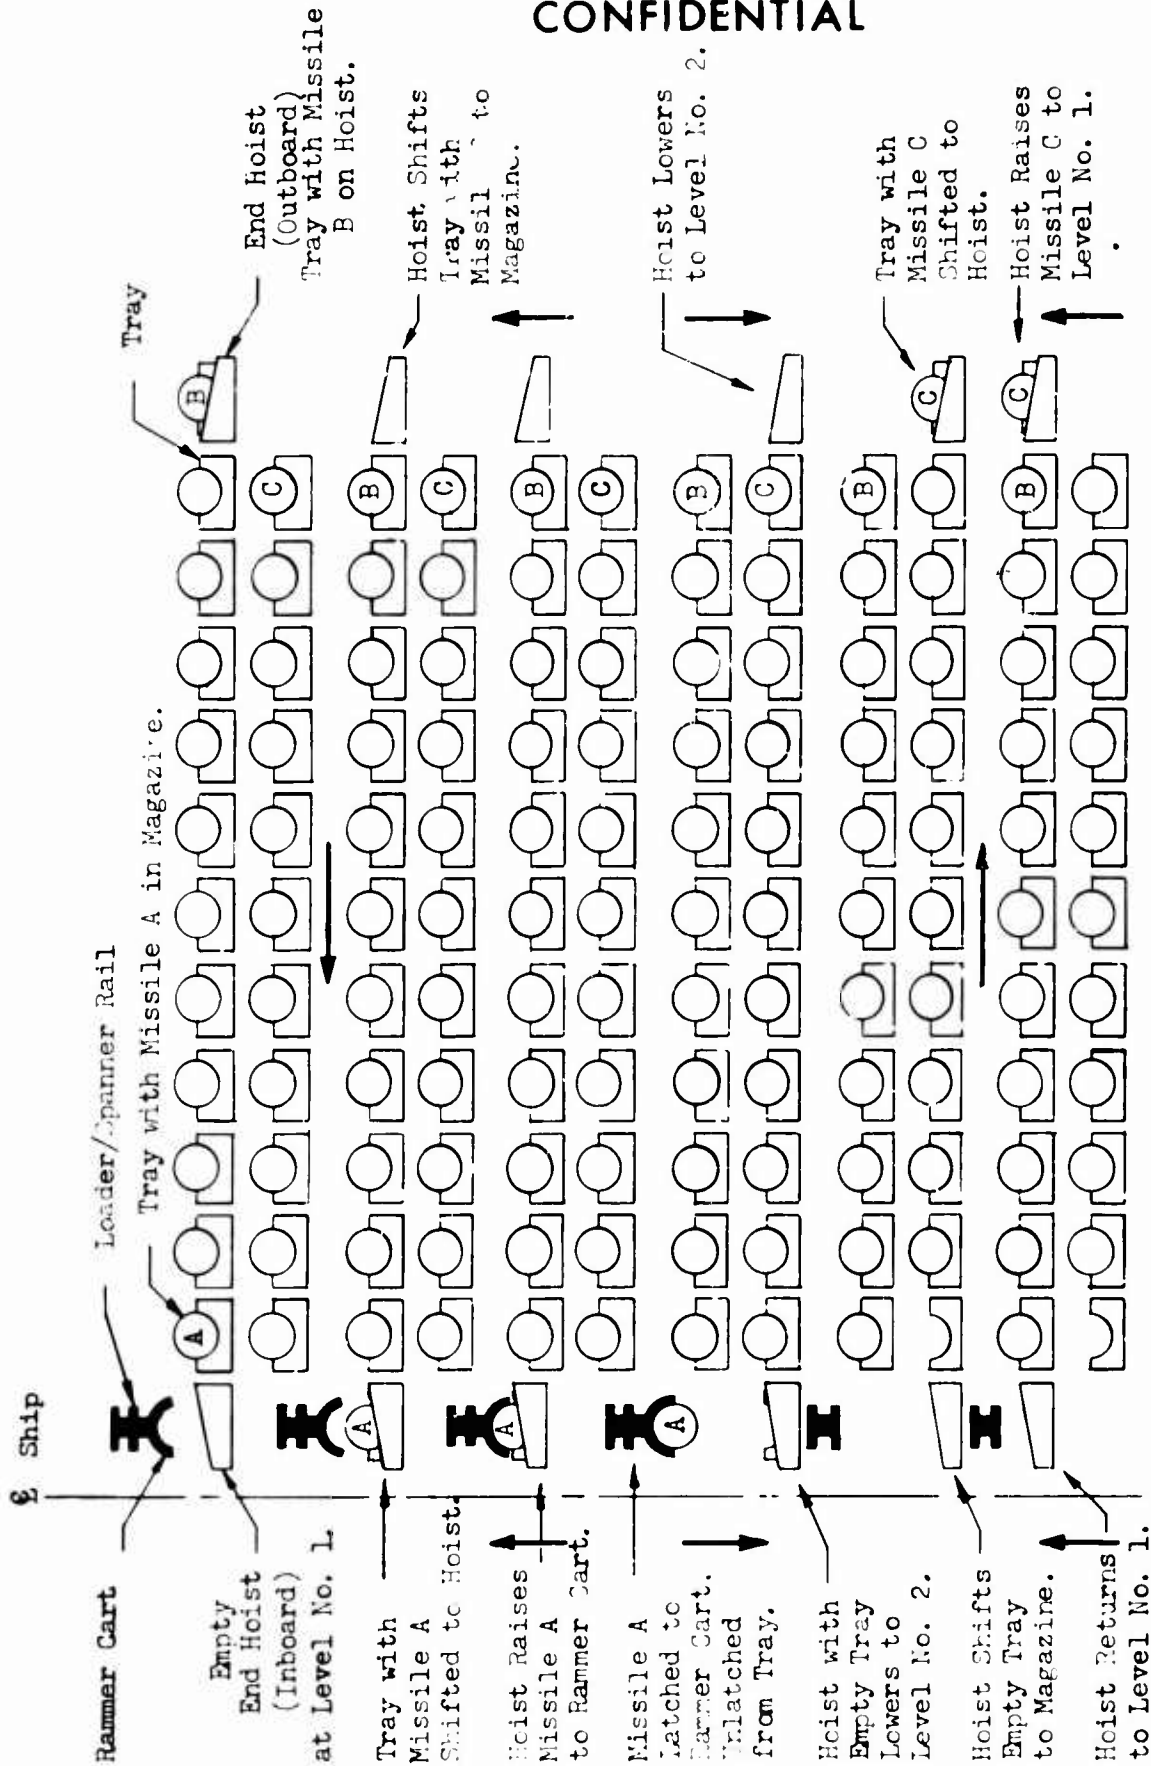 CONFIDENTIAL
℄ Ship
Rammer Cart
Loader/Spanner Rail
Tray with Missile A in Magazine.
Tray
End Hoist
(Outboard)
Tray with Missile
B on Hoist.
Empty
End Hoist
(Inboard)
at Level No. 1.
A
B
C
Tray with
Missile A
Shifted to Hoist.
A
B
C
Hoist Shifts
Tray with
Missil to
Magazine.
Hoist Raises
Missile A
to Rammer Cart.
A
B
C
Missile A
Latched to
Rammer Cart.
Unlatched
from Tray.
A
B
C
Hoist Lowers
to Level No. 2.
Hoist with
Empty Tray
Lowers to
Level No. 2.
B
C
Tray with
Missile C
Shifted to
Hoist.
Hoist Shifts
Empty Tray
to Magazine.
B
C
Hoist Raises
Missile C to
Level No. 1.
Hoist Returns
to Level No. 1.